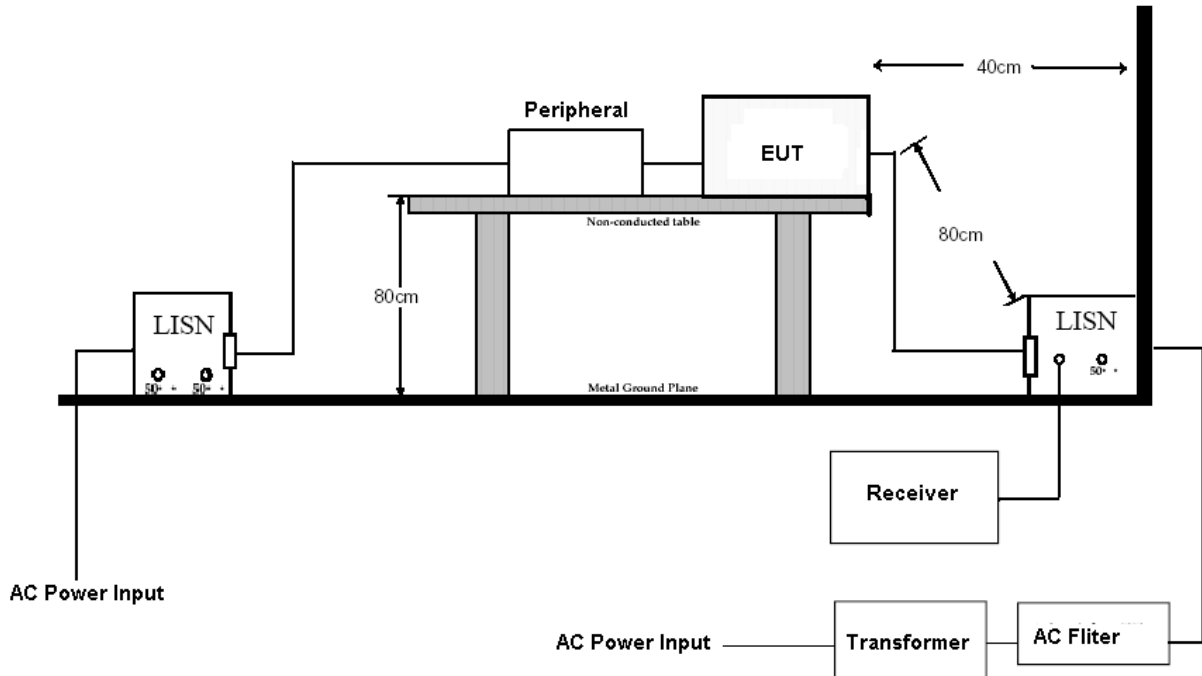 40cm
Peripheral
EUT
Non-conducted table
80cm
80cm
LISN
50
50
LISN
50
Metal Ground Plane
Receiver
AC Power Input
AC Power Input
Transformer
AC Fliter